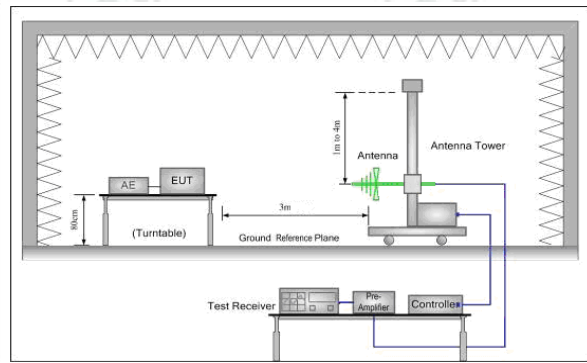 1m to 4m
Antenna Tower
Antenna
EUT
AE
80cm
3m
(Turntable)
Ground Reference Plane
Test Receiver
Pre-
Amplifier
Controller